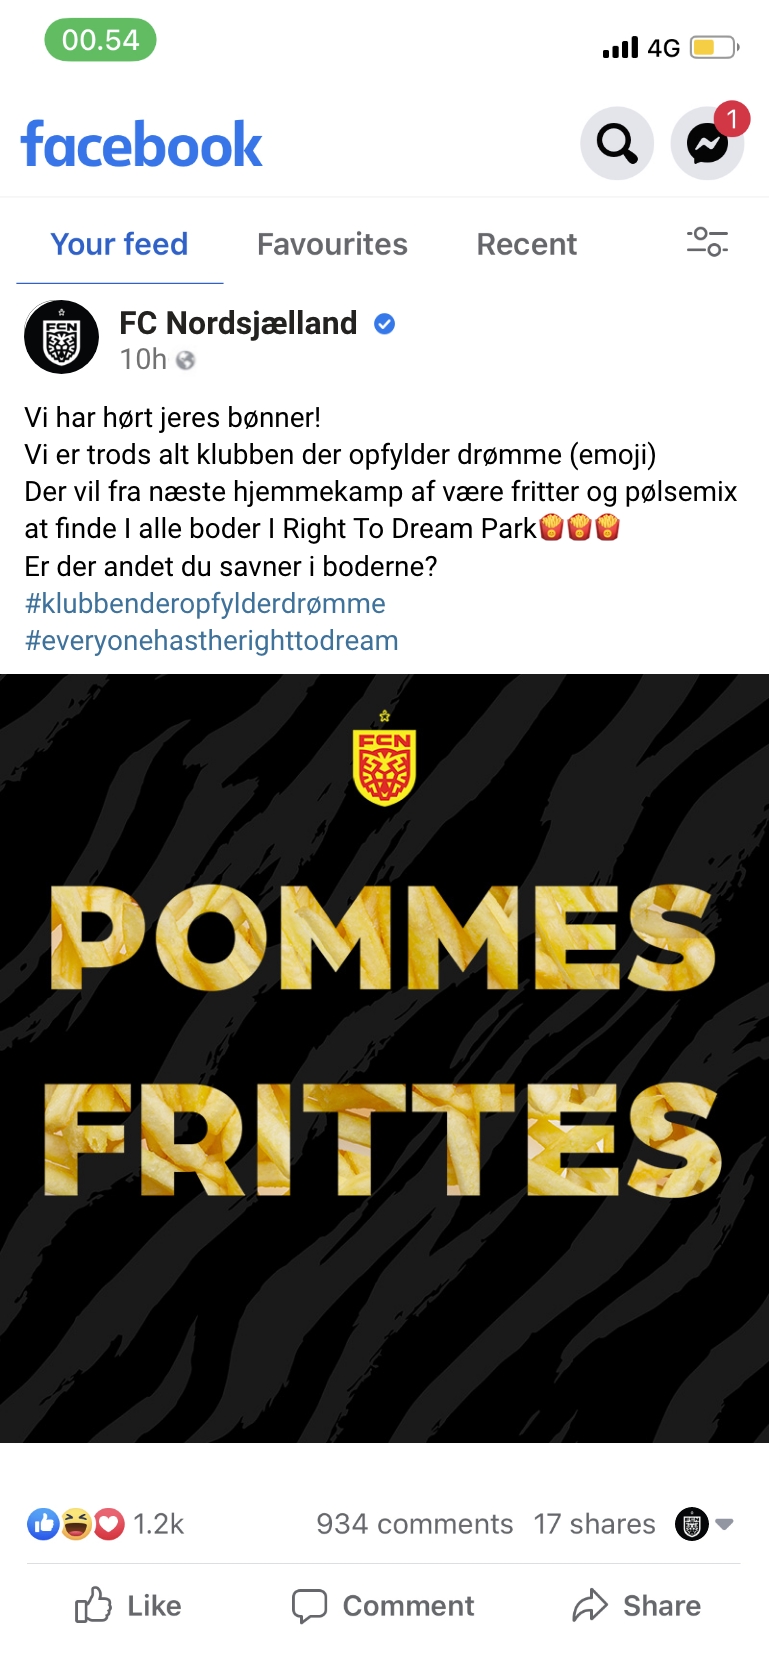 00.54
4G
facebook
1
Your feed Favourites Recent
FCN
FC Nordsjælland
10h
Vi har hørt jeres bønner!
Vi er trods alt klubben der opfylder drømme (emoji)
Der vil fra næste hjemmekamp af være fritter og pølsemix
at finde I alle boder I Right To Dream Park🍟🍟🍟
Er der andet du savner i boderne?
#klubbenderopfylderdrømme
#everyonehastherighttodream
FCN
POMMES
FRITTES
1.2k 934 comments 17 shares
Like Comment Share